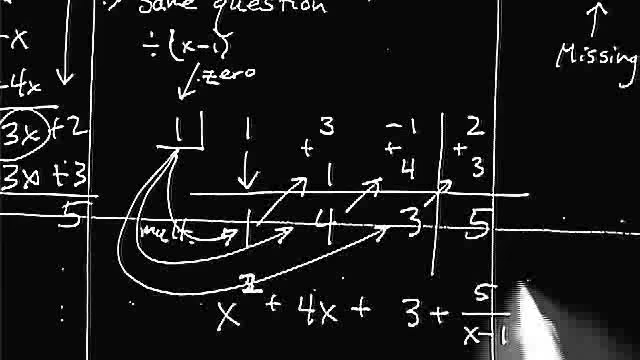 same question
÷ (x-1)
zero
Missing
-x
-4x
3x +2
3x +3
5
1 | 1 3 -1 2
+ + +
1 4 3
mult. 1 4 3 5
x² + 4x + 3 + 5/(x-1)